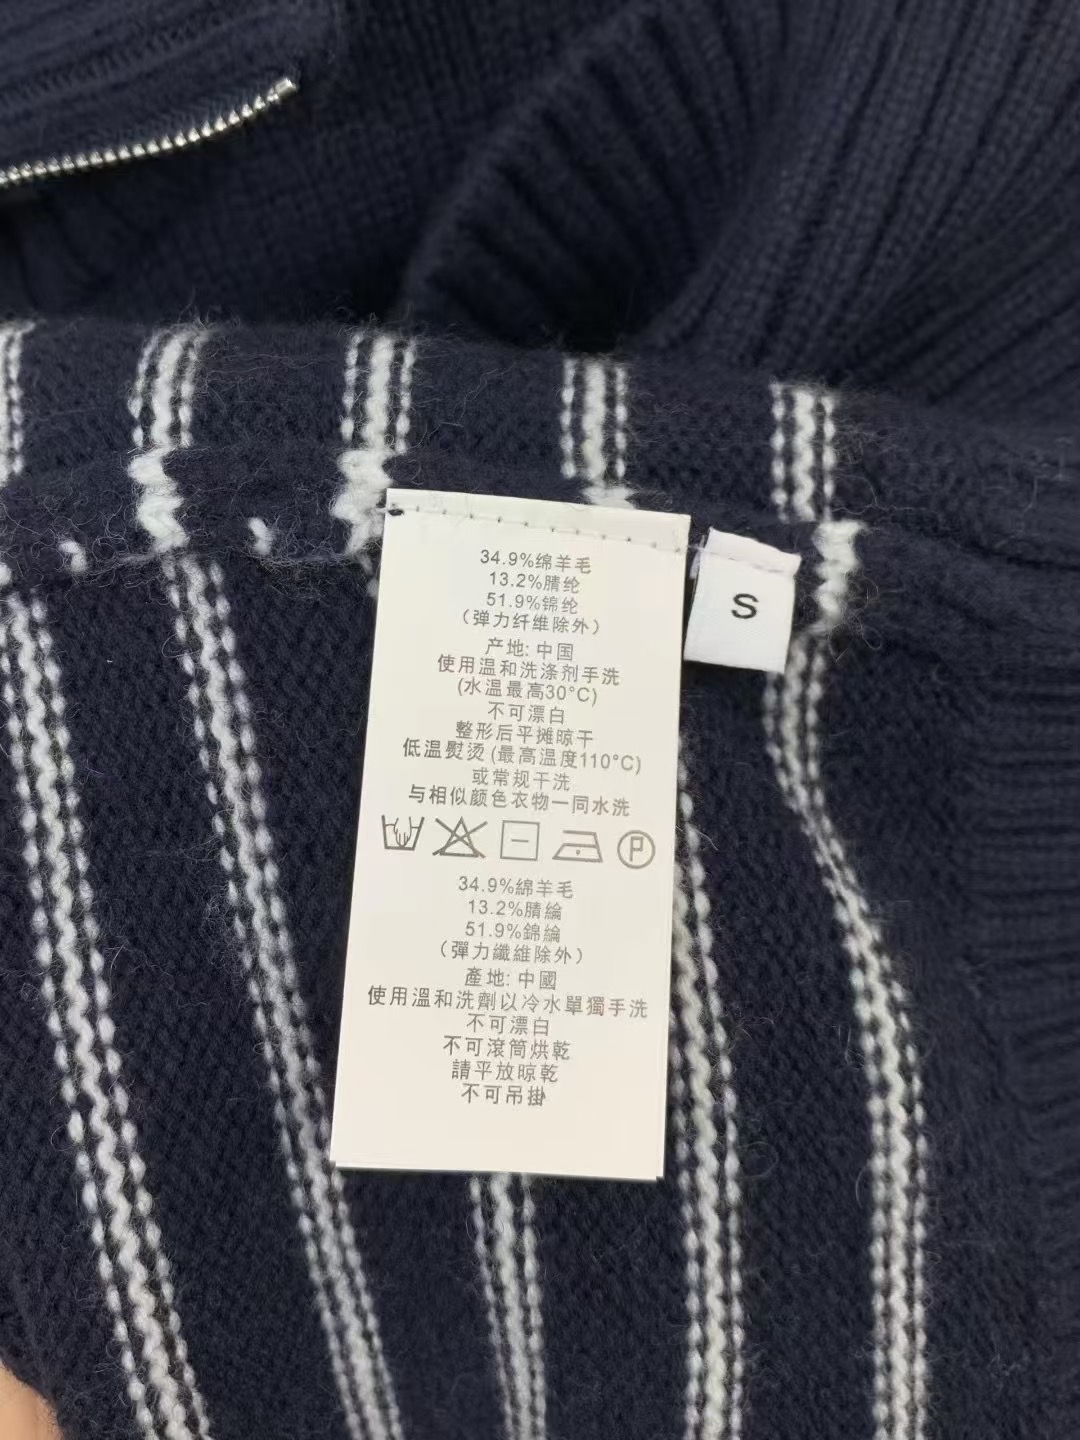 34.9%绵羊毛
13.2%腈纶
51.9%锦纶
（弹力纤维除外）
产地: 中国
使用温和洗涤剂手洗
(水温最高30°C)
不可漂白
整形后平摊晾干
低温熨烫 (最高温度110°C)
或常规干洗
与相似颜色衣物一同水洗
P
34.9%綿羊毛
13.2%腈綸
51.9%錦綸
（彈力纖維除外）
產地: 中國
使用溫和洗劑以冷水單獨手洗
不可漂白
不可滾筒烘乾
請平放晾乾
不可吊掛
S